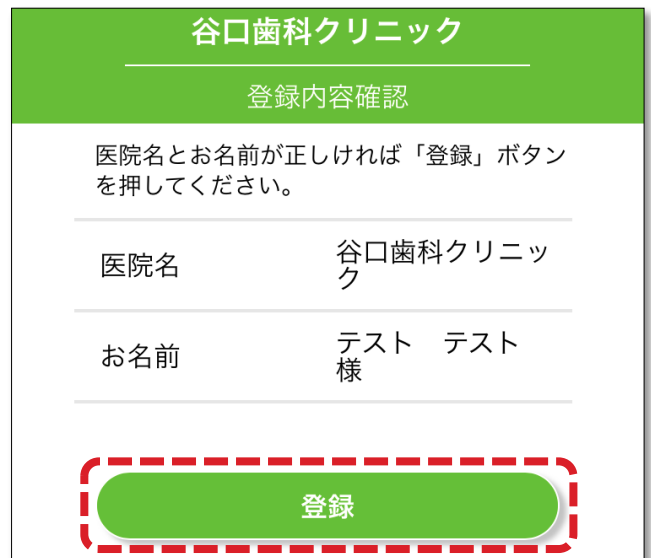 谷口歯科クリニック
登録内容確認
医院名とお名前が正しければ「登録」ボタン
を押してください。
医院名
谷口歯科クリニッ
ク
お名前
テスト　テスト
様
登録